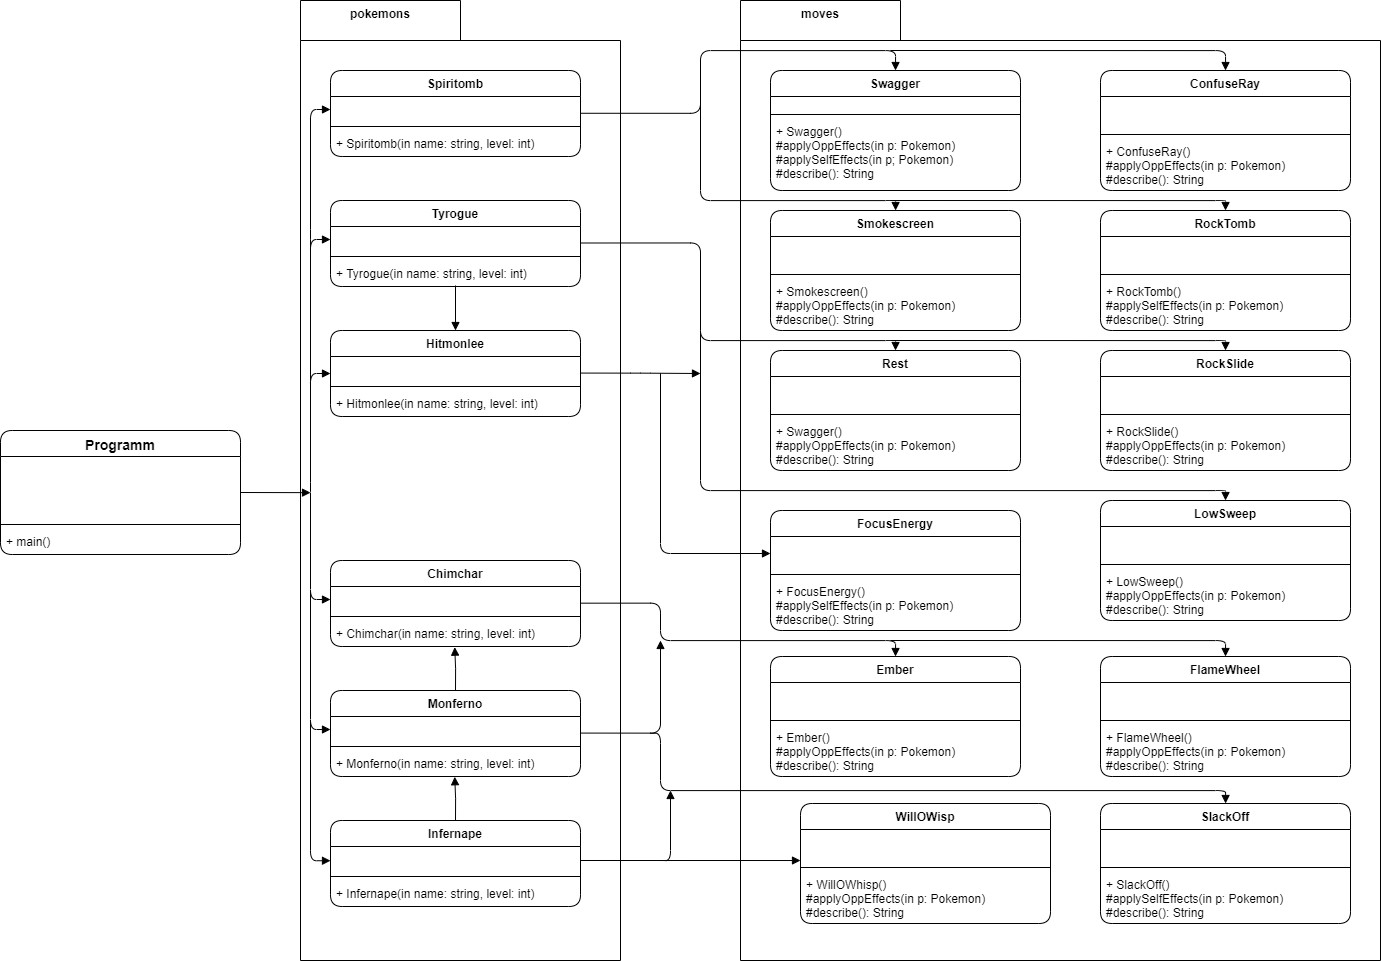 pokemons
moves
Spiritomb
+ Spiritomb(in name: string, level: int)
Tyrogue
+ Tyrogue(in name: string, level: int)
Hitmonlee
+ Hitmonlee(in name: string, level: int)
Programm
+ main()
Chimchar
+ Chimchar(in name: string, level: int)
Monferno
+ Monferno(in name: string, level: int)
Infernape
+ Infernape(in name: string, level: int)
Swagger
+ Swagger()
#applyOppEffects(in p: Pokemon)
#applySelfEffects(in p; Pokemon)
#describe(): String
ConfuseRay
+ ConfuseRay()
#applyOppEffects(in p: Pokemon)
#describe(): String
Smokescreen
+ Smokescreen()
#applyOppEffects(in p: Pokemon)
#describe(): String
RockTomb
+ RockTomb()
#applySelfEffects(in p: Pokemon)
#describe(): String
Rest
+ Swagger()
#applyOppEffects(in p: Pokemon)
#describe(): String
RockSlide
+ RockSlide()
#applyOppEffects(in p: Pokemon)
#describe(): String
FocusEnergy
+ FocusEnergy()
#applySelfEffects(in p: Pokemon)
#describe(): String
LowSweep
+ LowSweep()
#applyOppEffects(in p: Pokemon)
#describe(): String
Ember
+ Ember()
#applyOppEffects(in p: Pokemon)
#describe(): String
FlameWheel
+ FlameWheel()
#applyOppEffects(in p: Pokemon)
#describe(): String
WillOWisp
+ WillOWhisp()
#applyOppEffects(in p: Pokemon)
#describe(): String
SlackOff
+ SlackOff()
#applySelfEffects(in p: Pokemon)
#describe(): String